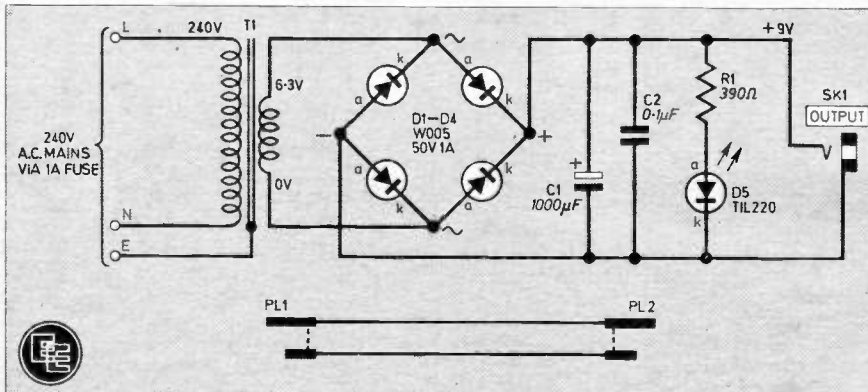 L
240V
T1
6·3V
0V
240V
A.C. MAINS
ViA 1A FUSE
N
E
~
k
a
a
k
D1—D4
W005
50V 1A
−
+
a
k
k
a
~
+
C1
1000µF
C2
0·1µF
+9V
R1
390Ω
a
D5
TIL220
k
SK1
OUTPUT
PL1
PL2